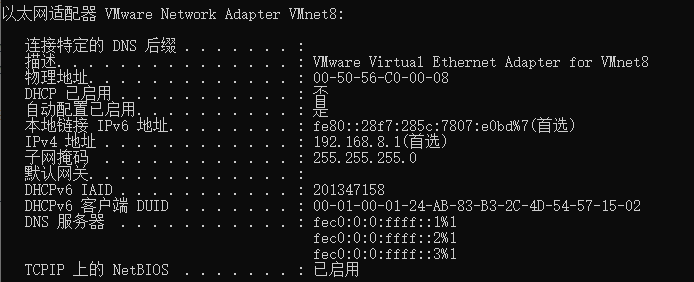 以太网适配器 VMware Network Adapter VMnet8:
连接特定的 DNS 后缀 . . . . . . . :
描述. . . . . . . . . . . . . . . : VMware Virtual Ethernet Adapter for VMnet8
物理地址. . . . . . . . . . . . . : 00-50-56-C0-00-08
DHCP 已启用 . . . . . . . . . . . : 否
自动配置已启用. . . . . . . . . . : 是
本地链接 IPv6 地址. . . . . . . . : fe80::28f7:285c:7807:e0bd%7(首选)
IPv4 地址 . . . . . . . . . . . . : 192.168.8.1(首选)
子网掩码 . . . . . . . . . . . . : 255.255.255.0
默认网关. . . . . . . . . . . . . :
DHCPv6 IAID . . . . . . . . . . . : 201347158
DHCPv6 客户端 DUID . . . . . . . : 00-01-00-01-24-AB-83-B3-2C-4D-54-57-15-02
DNS 服务器 . . . . . . . . . . . : fec0:0:0:ffff::1%1
fec0:0:0:ffff::2%1
fec0:0:0:ffff::3%1
TCPIP 上的 NetBIOS . . . . . . . : 已启用